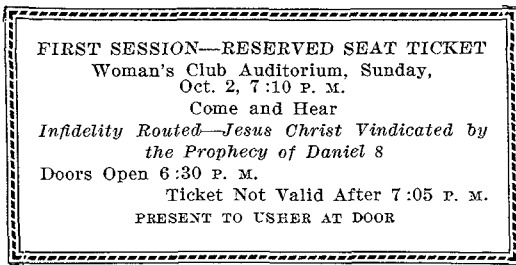 FIRST SESSION—RESERVED SEAT TICKET
Woman's Club Auditorium, Sunday,
Oct. 2, 7:10 P. M.
Come and Hear
Infidelity Routed—Jesus Christ Vindicated by
the Prophecy of Daniel 8
Doors Open 6:30 P. M.
Ticket Not Valid After 7:05 P. M.
PRESENT TO USHER AT DOOR